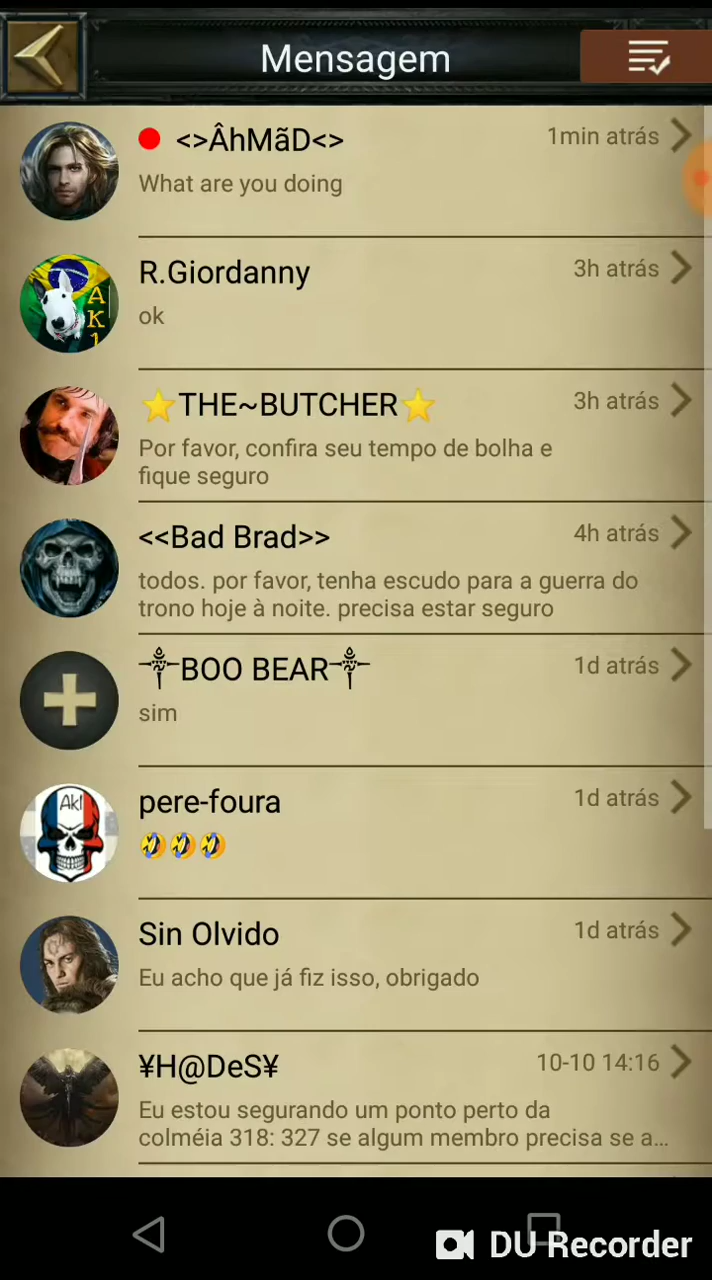 Mensagem
<>ÂhMãD<>
1min atrás
What are you doing
R.Giordanny
3h atrás
ok
AK1
⭐THE~BUTCHER⭐
3h atrás
Por favor, confira seu tempo de bolha e
fique seguro
<<Bad Brad>>
4h atrás
todos. por favor, tenha escudo para a guerra do
trono hoje à noite. precisa estar seguro
BOO BEAR
1d atrás
sim
pere-foura
1d atrás
🤣🤣🤣
Akl
Sin Olvido
1d atrás
Eu acho que já fiz isso, obrigado
¥H@DeS¥
10-10 14:16
Eu estou segurando um ponto perto da
colméia 318: 327 se algum membro precisa se a...
DU Recorder